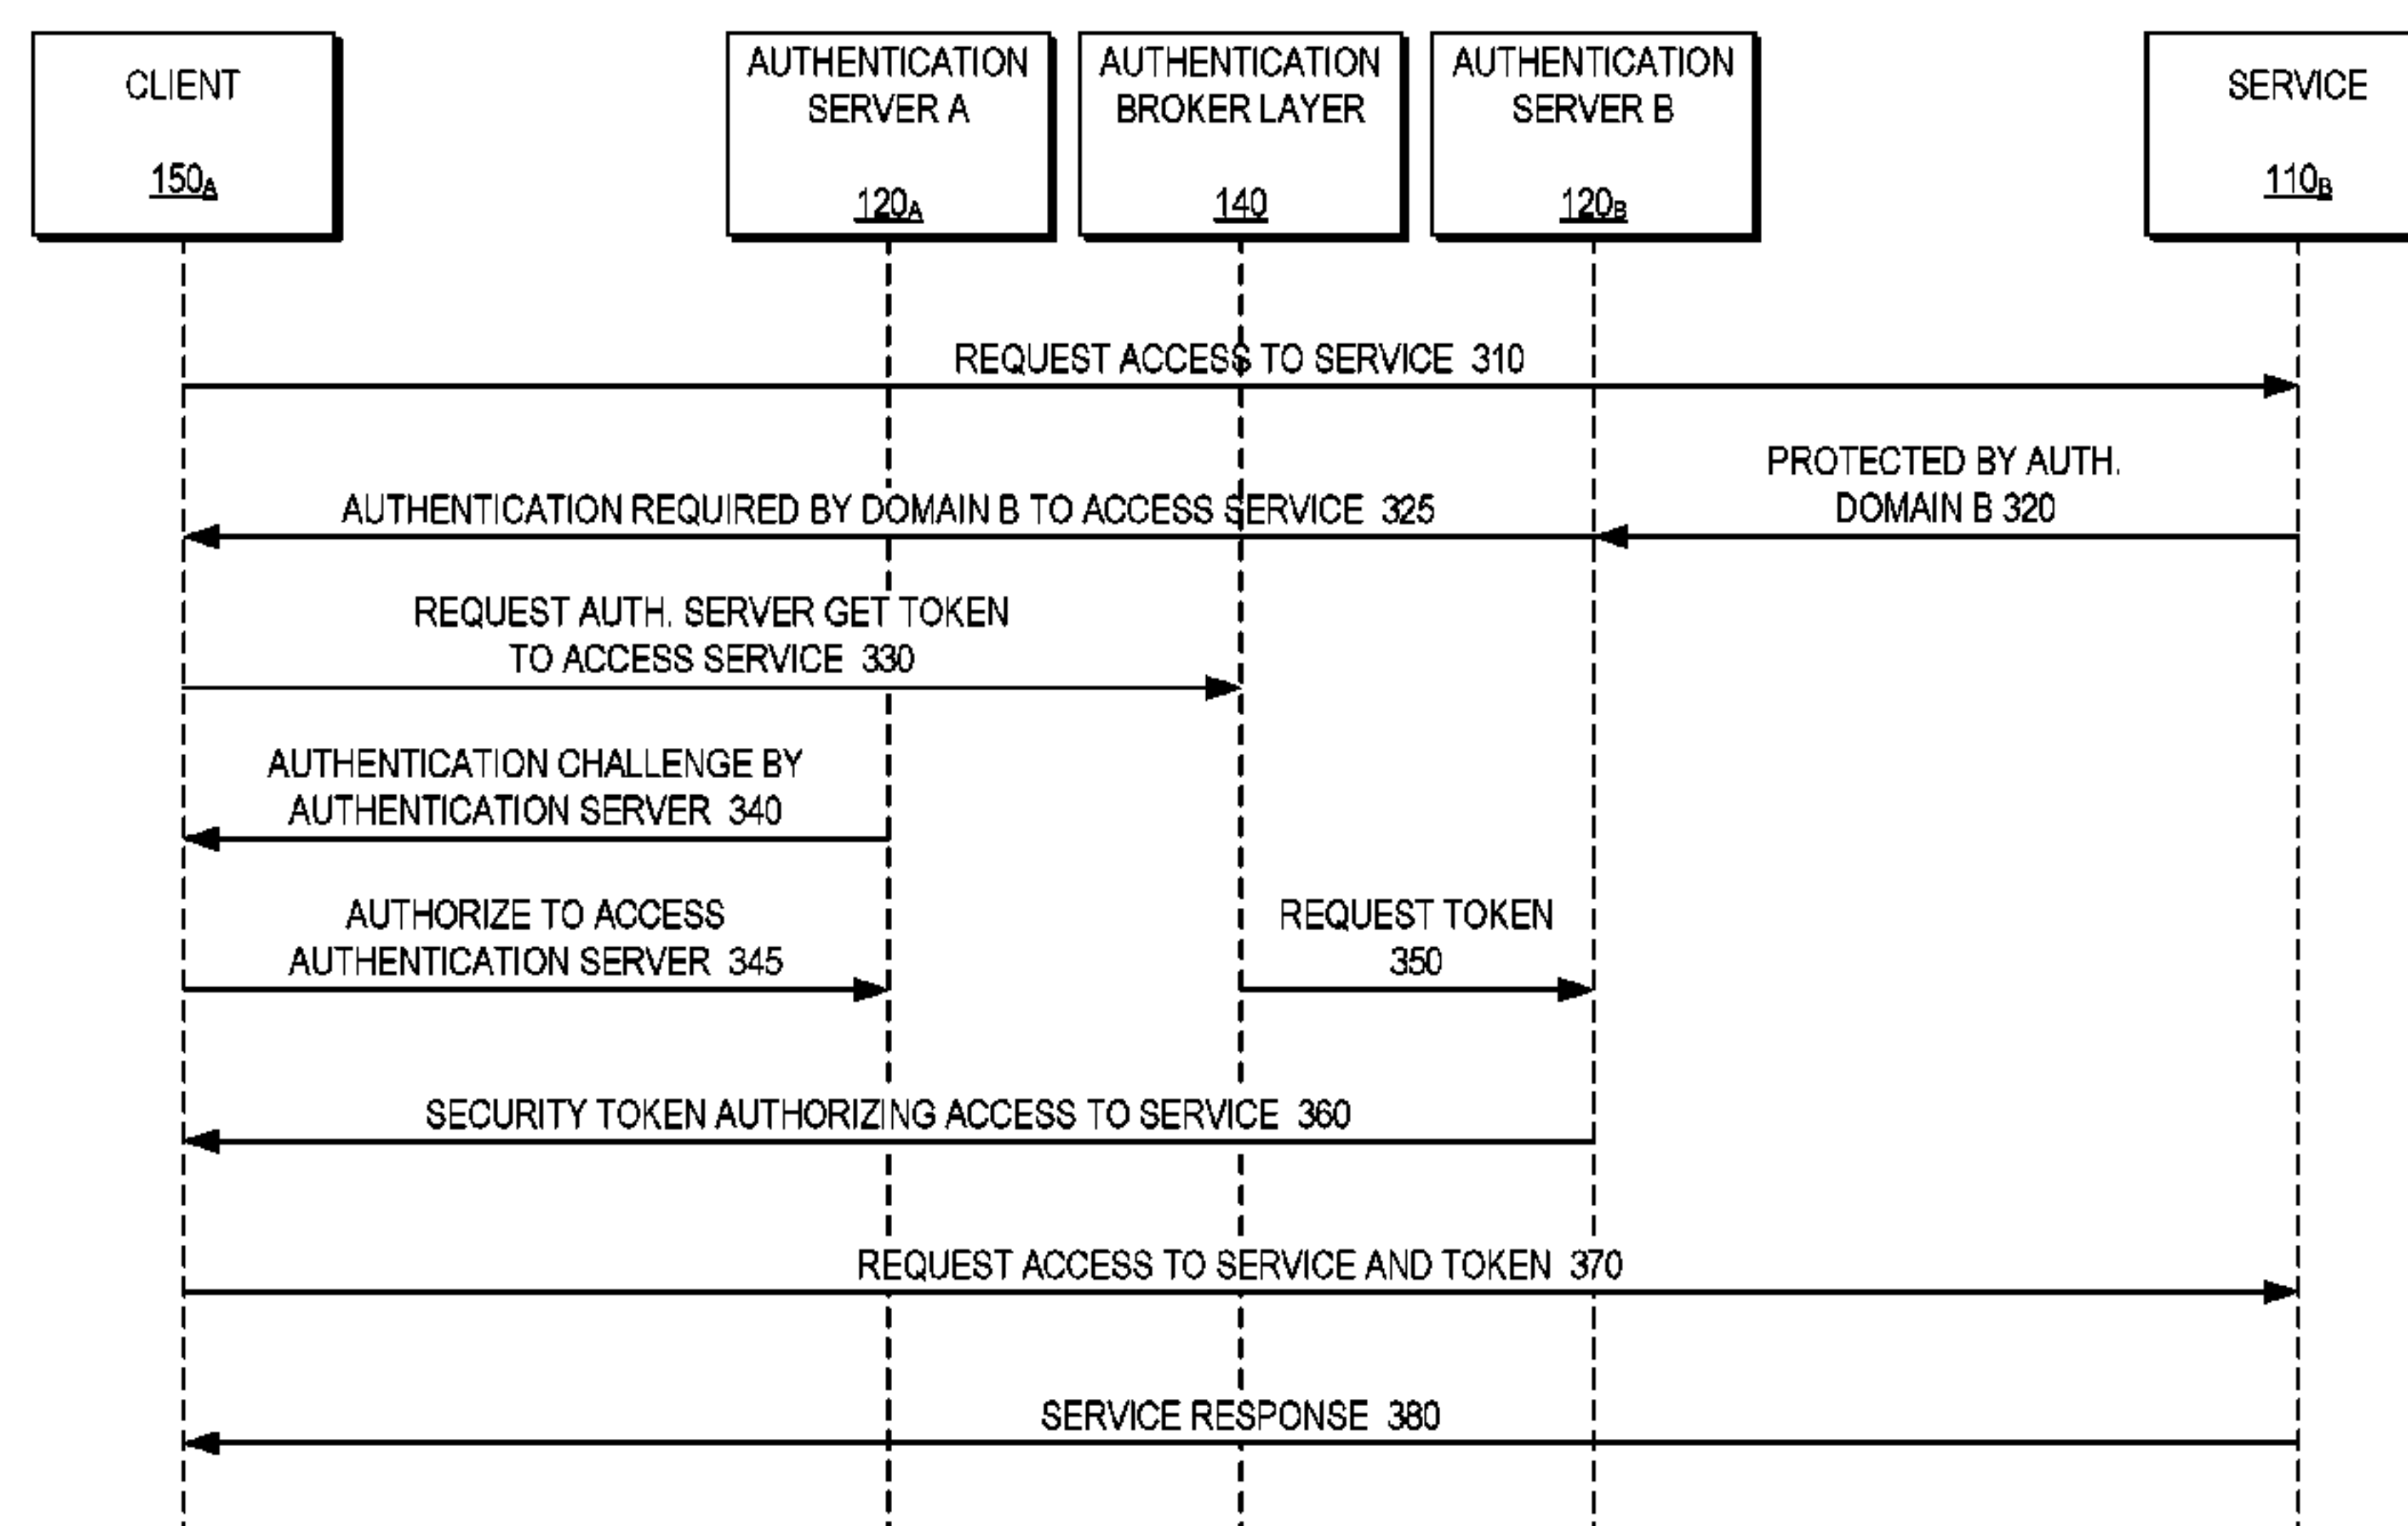 CLIENT
150A
AUTHENTICATION
SERVER A
120A
AUTHENTICATION
BROKER LAYER
140
AUTHENTICATION
SERVER B
120B
SERVICE
110B
REQUEST ACCESS TO SERVICE 310
PROTECTED BY AUTH.
DOMAIN B 320
AUTHENTICATION REQUIRED BY DOMAIN B TO ACCESS SERVICE 325
REQUEST AUTH. SERVER GET TOKEN
TO ACCESS SERVICE 330
AUTHENTICATION CHALLENGE BY
AUTHENTICATION SERVER 340
AUTHORIZE TO ACCESS
AUTHENTICATION SERVER 345
REQUEST TOKEN
350
SECURITY TOKEN AUTHORIZING ACCESS TO SERVICE 360
REQUEST ACCESS TO SERVICE AND TOKEN 370
SERVICE RESPONSE 380